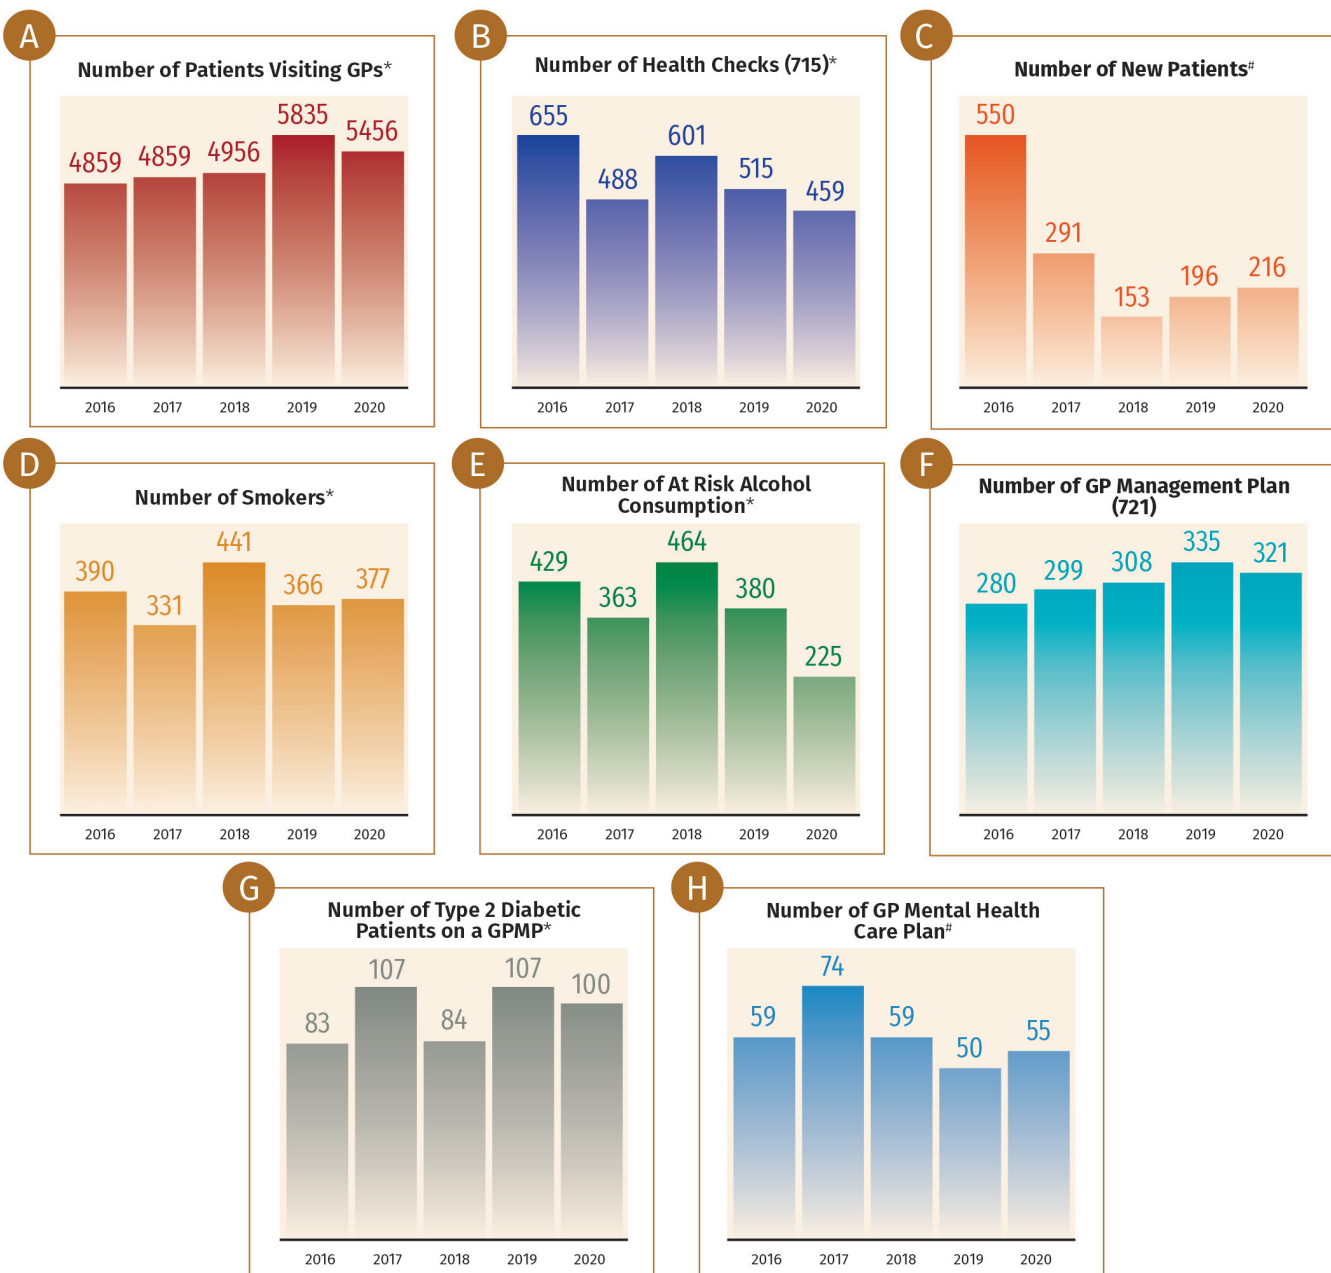 A
Number of Patients Visiting GPs*
4859 4859 4956 5835 5456
2016 2017 2018 2019 2020
B
Number of Health Checks (715)*
655 488 601 515 459
2016 2017 2018 2019 2020
C
Number of New Patients#
550 291 153 196 216
2016 2017 2018 2019 2020
D
Number of Smokers*
390 331 441 366 377
2016 2017 2018 2019 2020
E
Number of At Risk Alcohol
Consumption*
429 363 464 380 225
2016 2017 2018 2019 2020
F
Number of GP Management Plan
(721)
280 299 308 335 321
2016 2017 2018 2019 2020
G
Number of Type 2 Diabetic
Patients on a GPMP*
83 107 84 107 100
2016 2017 2018 2019 2020
H
Number of GP Mental Health
Care Plan#
59 74 59 50 55
2016 2017 2018 2019 2020